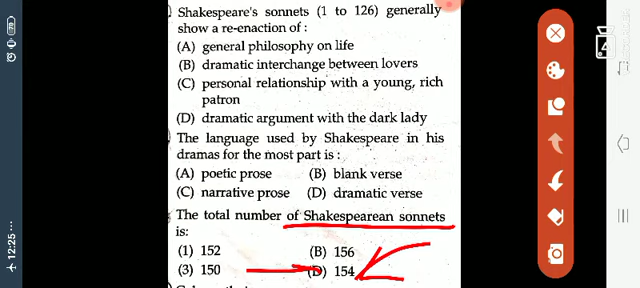 Shakespeare's sonnets (1 to 126) generally
show a re-enaction of :
(A) general philosophy on life
(B) dramatic interchange between lovers
(C) personal relationship with a young, rich
patron
(D) dramatic argument with the dark lady
The language used by Shakespeare in his
dramas for the most part is :
(A) poetic prose (B) blank verse
(C) narrative prose (D) dramatic verse
The total number of Shakespearean sonnets
is:
(1) 152 (B) 156
(3) 150 (D) 154
12:25